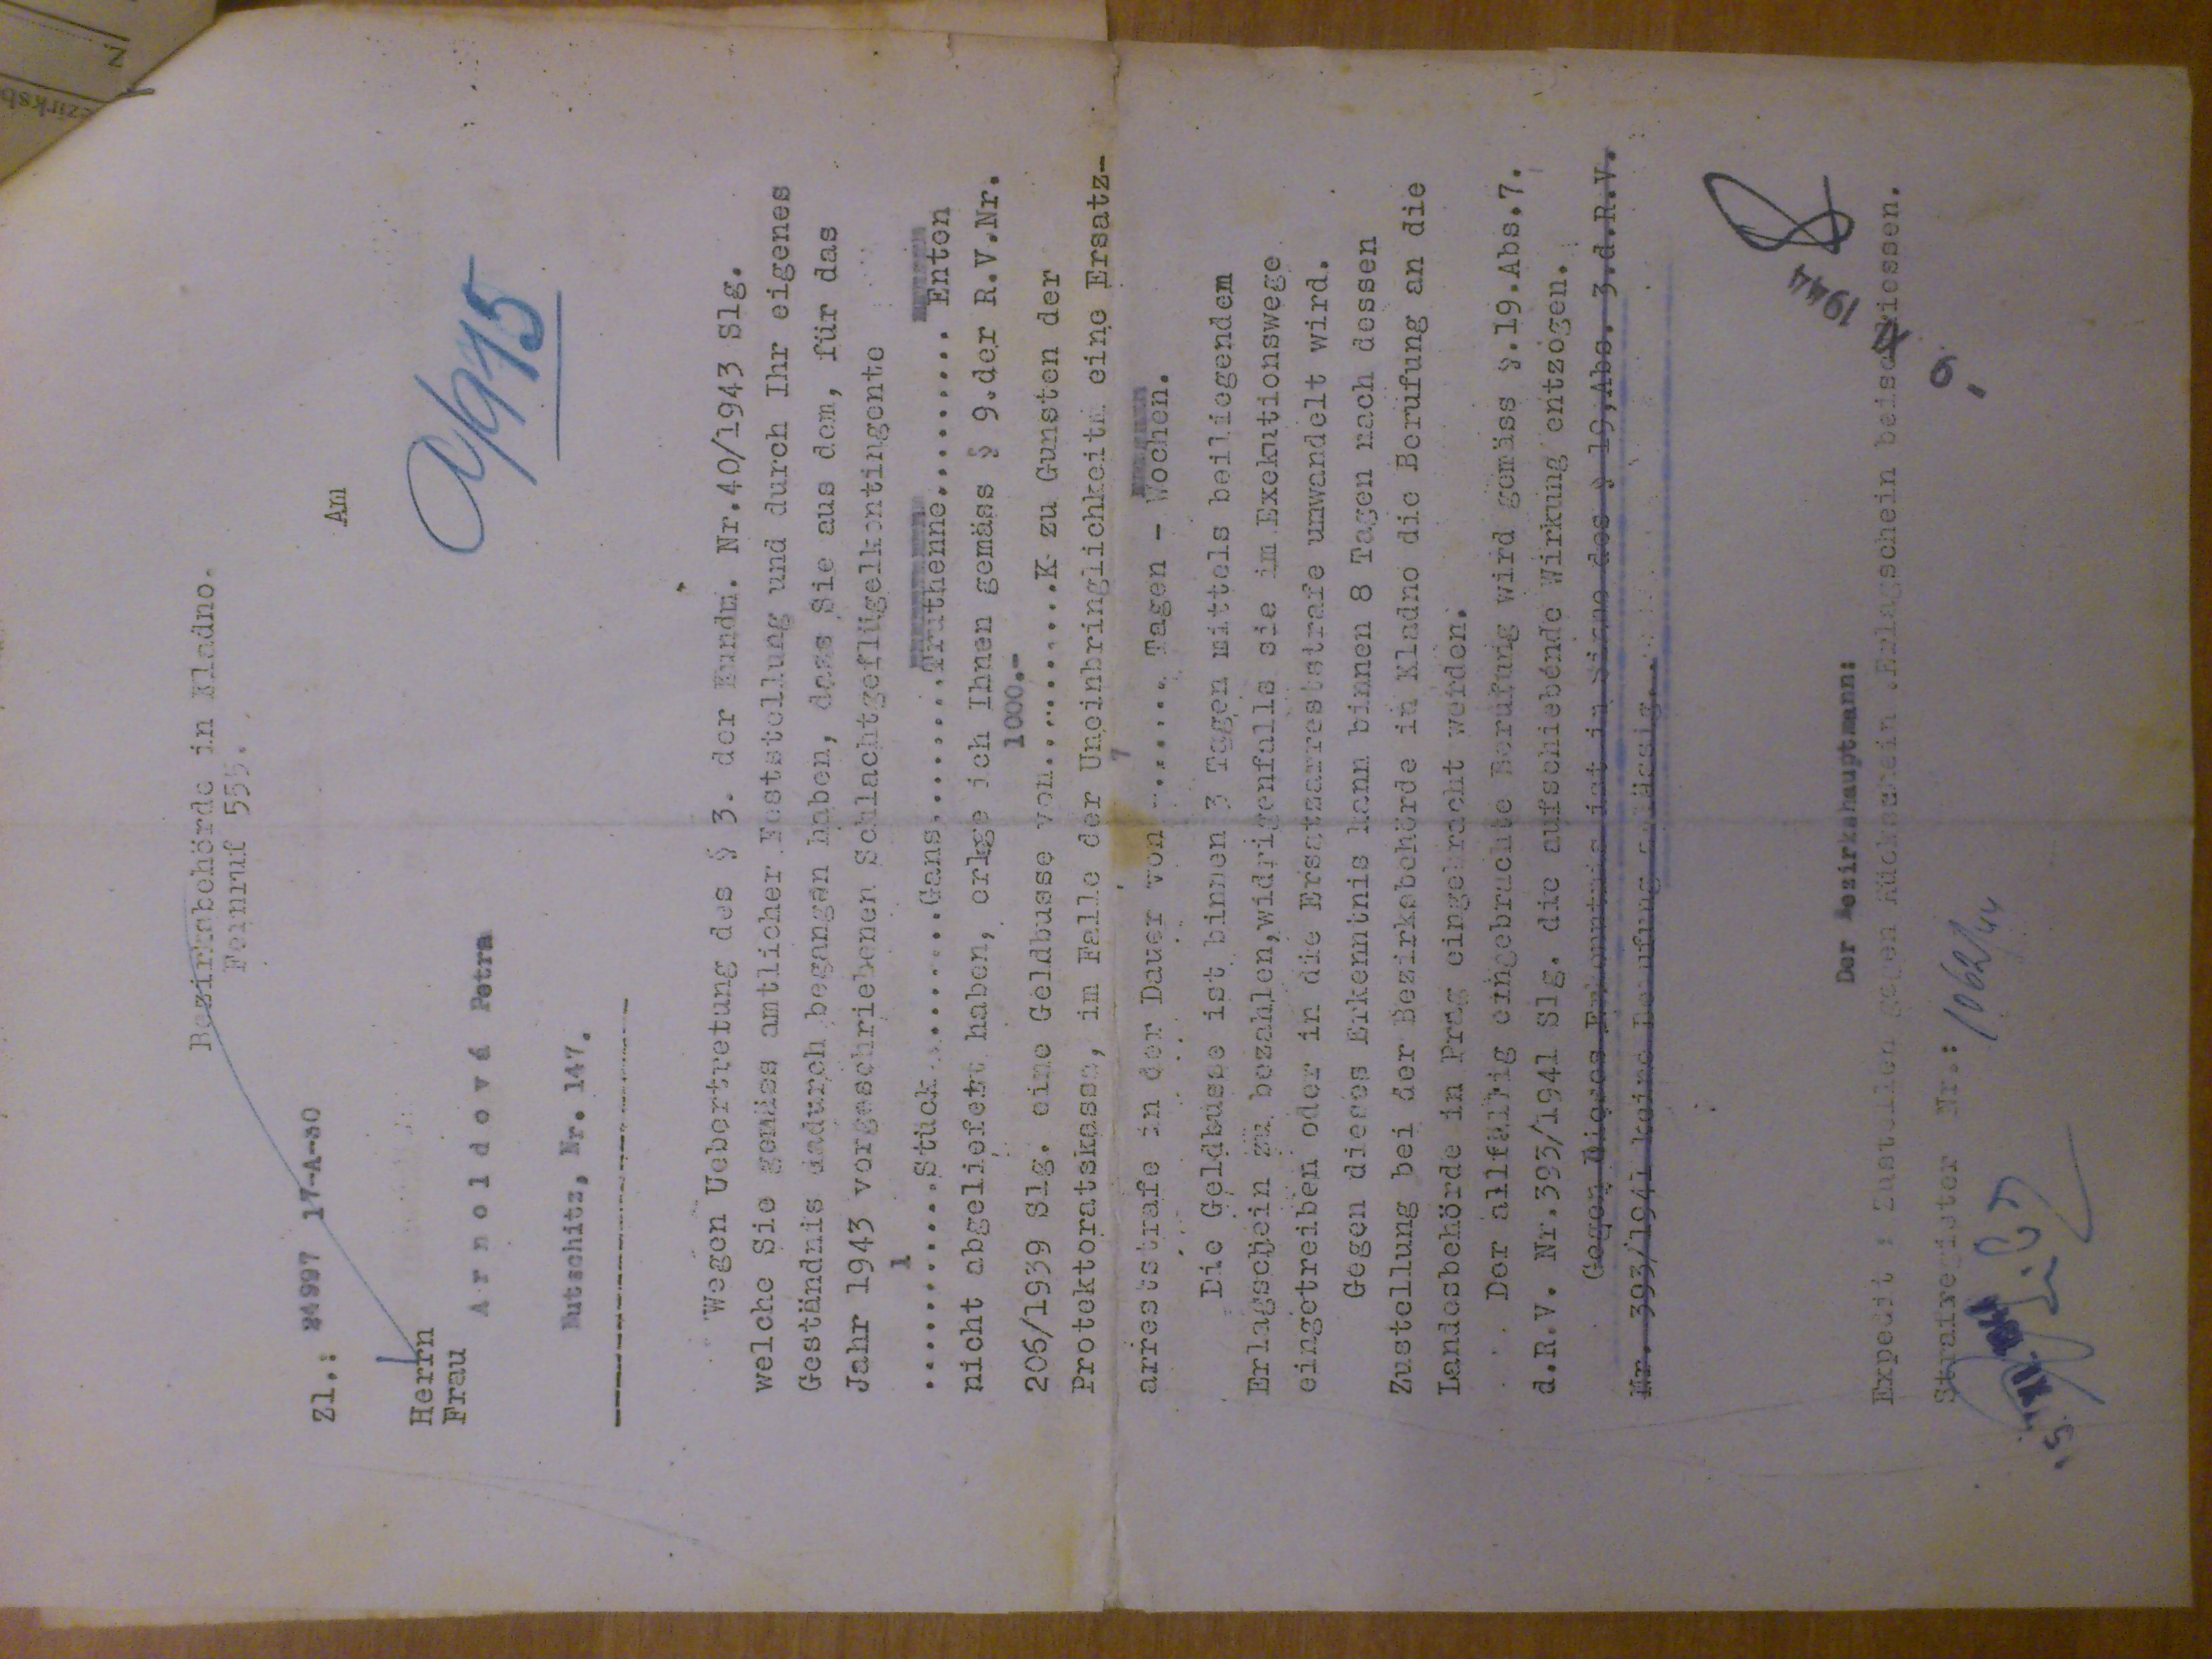 ezirksb
Z.
Bezirksbehörde in Kladno.
Fernruf 555.
Zl.: 24997 17-A-30
Am
Herrn
Frau
A/915
Arnoldová Petra
Nutschitz, Nr. 147.
Wegen Uebertretung des § 3. der Kundm. Nr.40/1943 Slg.
welche Sie gemäss amtlicher Feststellung und durch Ihr eigenes
Geständnis dadurch begangen haben, dass Sie aus dem, für das
Jahr 1943 vorgeschriebenen Schlachtgeflügelkontingente
1
............Stück.........Gans.........Truthenne......... Enten
nicht abgeliefert haben, erlege ich Ihnen gemäss § 9.der R.V.Nr.
1000.-
206/1939 Slg. eine Geldbusse von...........K zu Gunsten der
Protektoratskasse, im Falle der Uneinbringlichkeit eine Ersatz-
7
arreststrafe in der Dauer von ........ Tagen - Wochen.
Die Geldbusse ist binnen 3 Tagen mittels beiliegendem
Erlagschein zu bezahlen,widrigenfalls sie im Exekutionswege
eingetreiben oder in die Ersatzarreststrafe umwandelt wird.
Gegen dieses Erkenntnis kann binnen 8 Tagen nach dessen
Zustellung bei der Bezirksbehörde in Kladno die Berufung an die
Landesbehörde in Prag eingebracht werden.
Der allfällig eingebrachte Berufung wird gemäss §.19.Abs.7.
d.R.V. Nr.393/1941 Slg. die aufschiebende Wirkung entzogen.
Gegen dieses Erkenntnis ist in Sinne des § 19,Abs. 3.d.R.V.
Nr. 393/1941 keine Berufung zulässig..
Der Bezirkshauptmann:
Expedit : Zustellen gegen Rückschein .Erlagschein beischliessen.
-9. 1944
Strafregister Nr.: 1062/44
15. XII. 1944